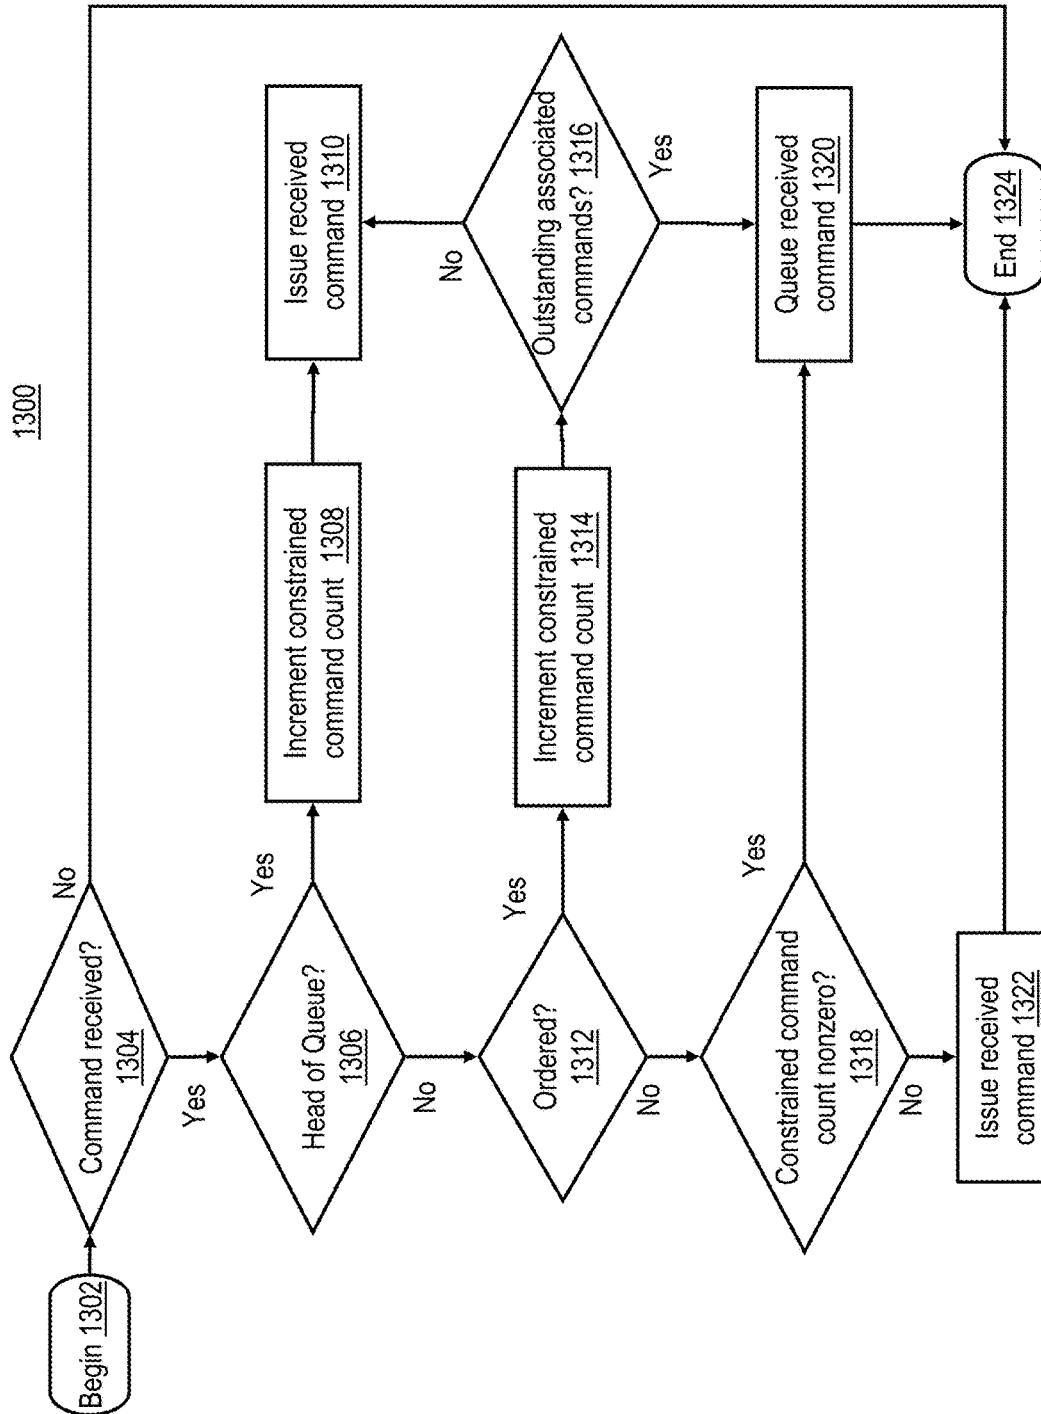 1300
Begin 1302
Command received?
1304
No
Yes
Head of Queue?
1306
Yes
No
Increment constrained
command count 1308
Issue received
command 1310
Ordered?
1312
Yes
No
Increment constrained
command count 1314
Outstanding associated
commands? 1316
No
Yes
Constrained command
count nonzero?
1318
Yes
No
Queue received
command 1320
Issue received
command 1322
End 1324